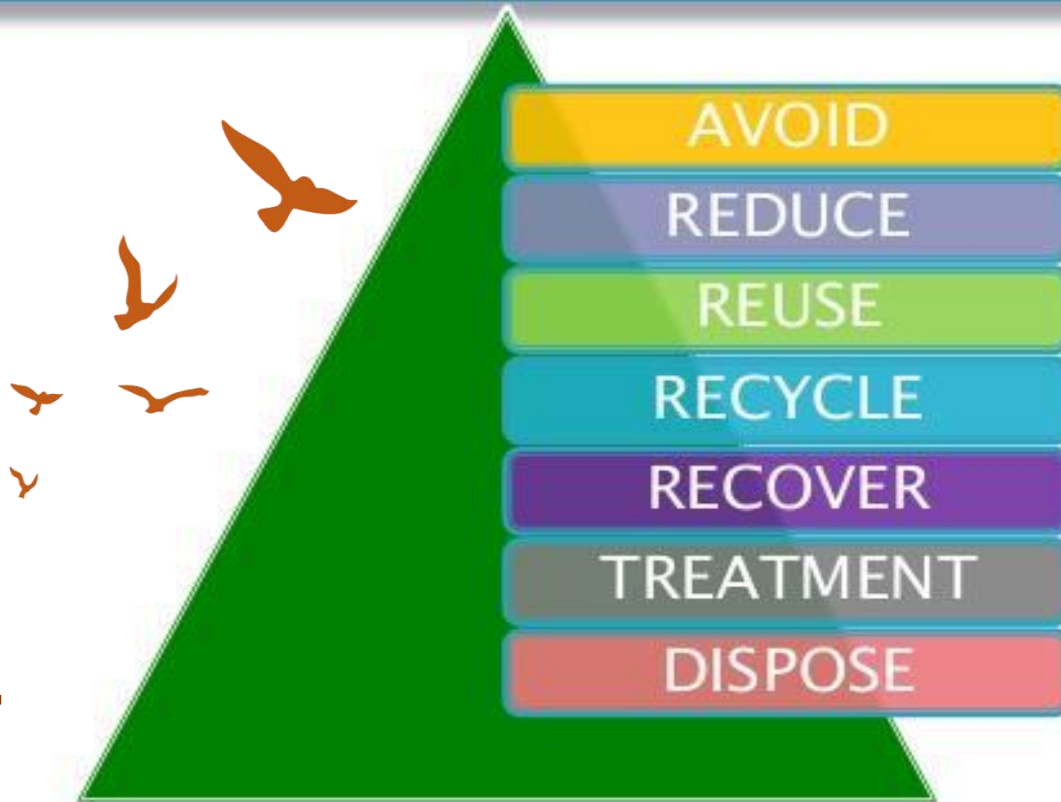 AVOID
REDUCE
REUSE
RECYCLE
RECOVER
TREATMENT
DISPOSE